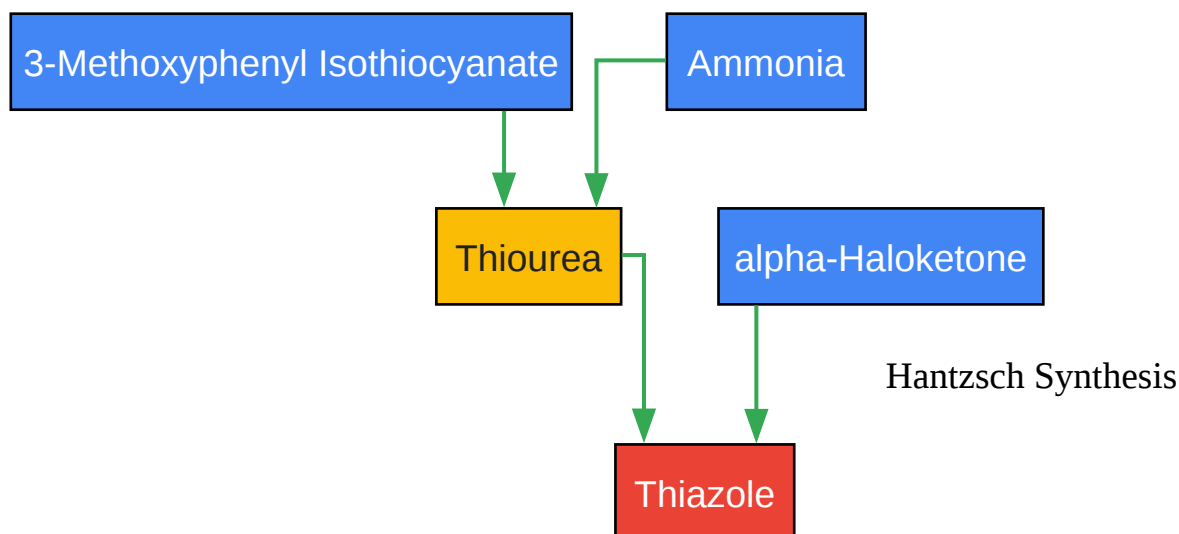 3-Methoxyphenyl Isothiocyanate
Ammonia
Thiourea
alpha-Haloketone
Hantzsch Synthesis
Thiazole